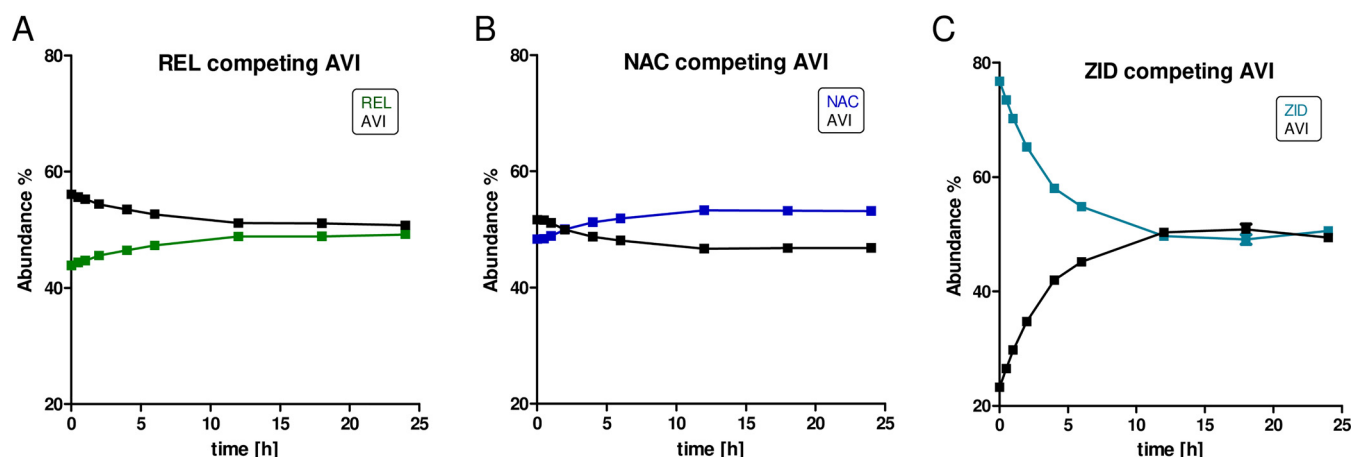 A
REL competing AVI
REL
AVI
Abundance %
80
60
40
20
0 5 10 15 20 25
time [h]
B
NAC competing AVI
NAC
AVI
Abundance %
80
60
40
20
0 5 10 15 20 25
time [h]
C
ZID competing AVI
ZID
AVI
Abundance %
80
60
40
20
0 5 10 15 20 25
time [h]